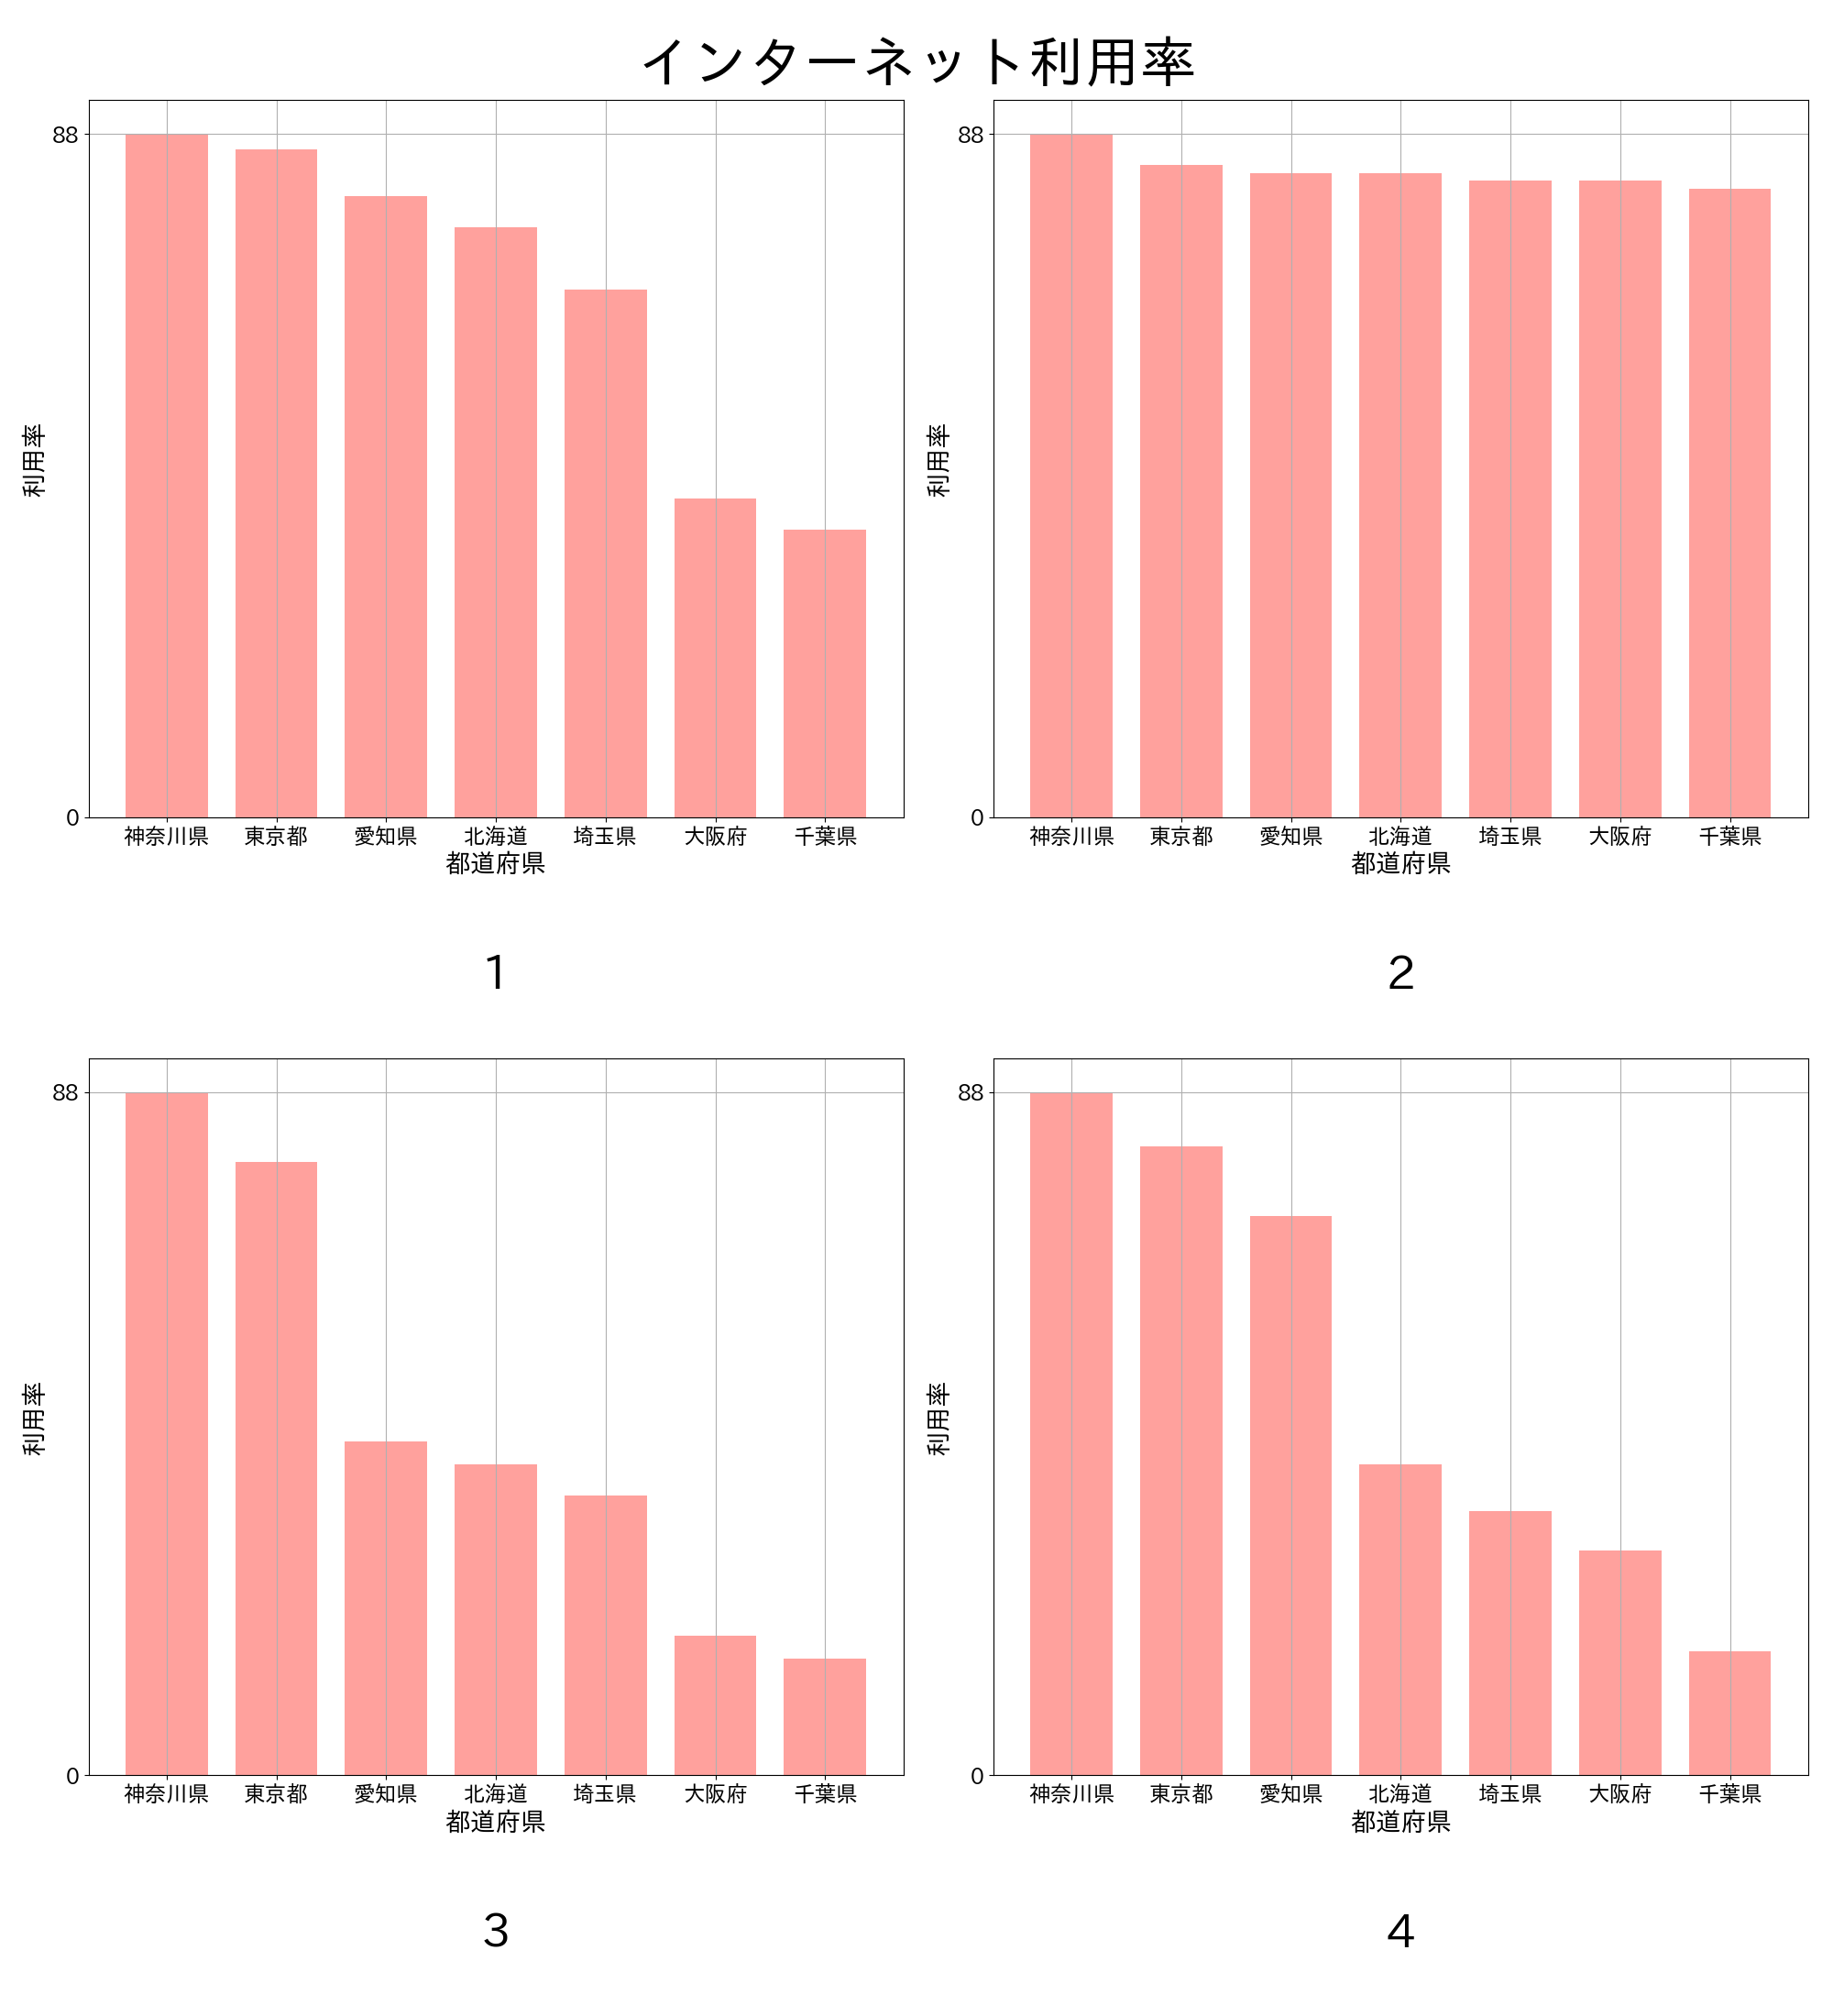 インターネット利用率
88
0
利用率
神奈川県 東京都 愛知県 北海道 埼玉県 大阪府 千葉県
都道府県
1
88
0
利用率
神奈川県 東京都 愛知県 北海道 埼玉県 大阪府 千葉県
都道府県
2
88
0
利用率
神奈川県 東京都 愛知県 北海道 埼玉県 大阪府 千葉県
都道府県
3
88
0
利用率
神奈川県 東京都 愛知県 北海道 埼玉県 大阪府 千葉県
都道府県
4